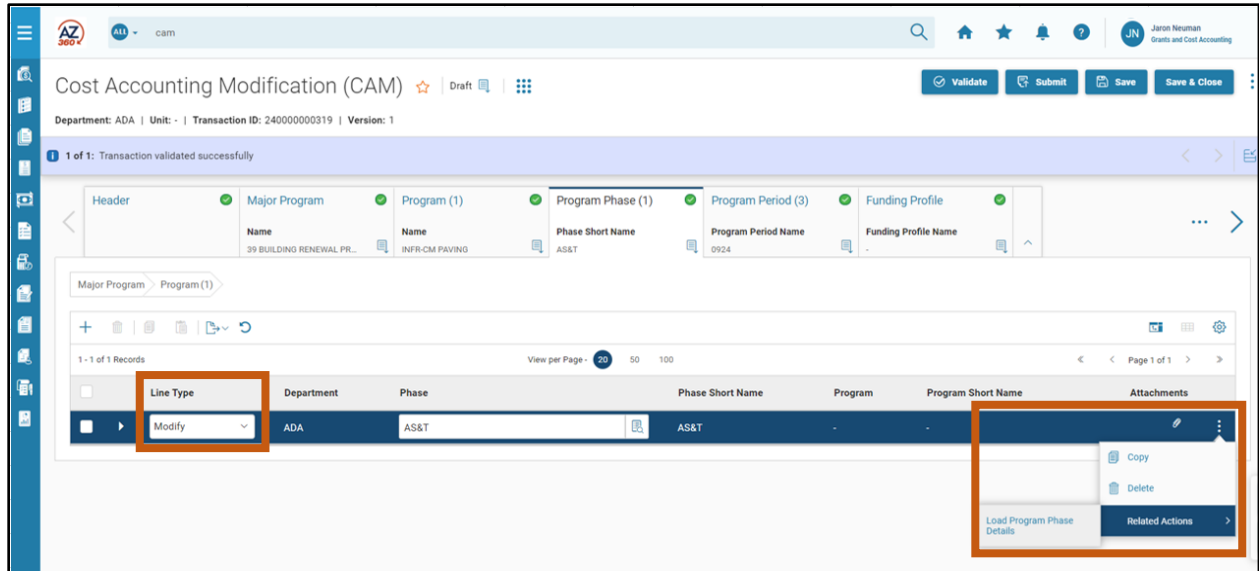 AZ
360
ALL
cam
JN
Jaron Neuman
Grants and Cost Accounting
Cost Accounting Modification (CAM)
Draft
Validate
Submit
Save
Save & Close
Department: ADA | Unit: - | Transaction ID: 240000000319 | Version: 1
1 of 1: Transaction validated successfully
Header
Major Program
Program (1)
Program Phase (1)
Program Period (3)
Funding Profile
Name
Name
Phase Short Name
Program Period Name
Funding Profile Name
39 BUILDING RENEWAL PR...
INFR-CM PAVING
AS&T
0924
-
Major Program
Program (1)
1 - 1 of 1 Records
View per Page - 20 50 100
Page 1 of 1
Line Type
Department
Phase
Phase Short Name
Program
Program Short Name
Attachments
Modify
ADA
AS&T
AS&T
-
-
Copy
Delete
Load Program Phase
Details
Related Actions